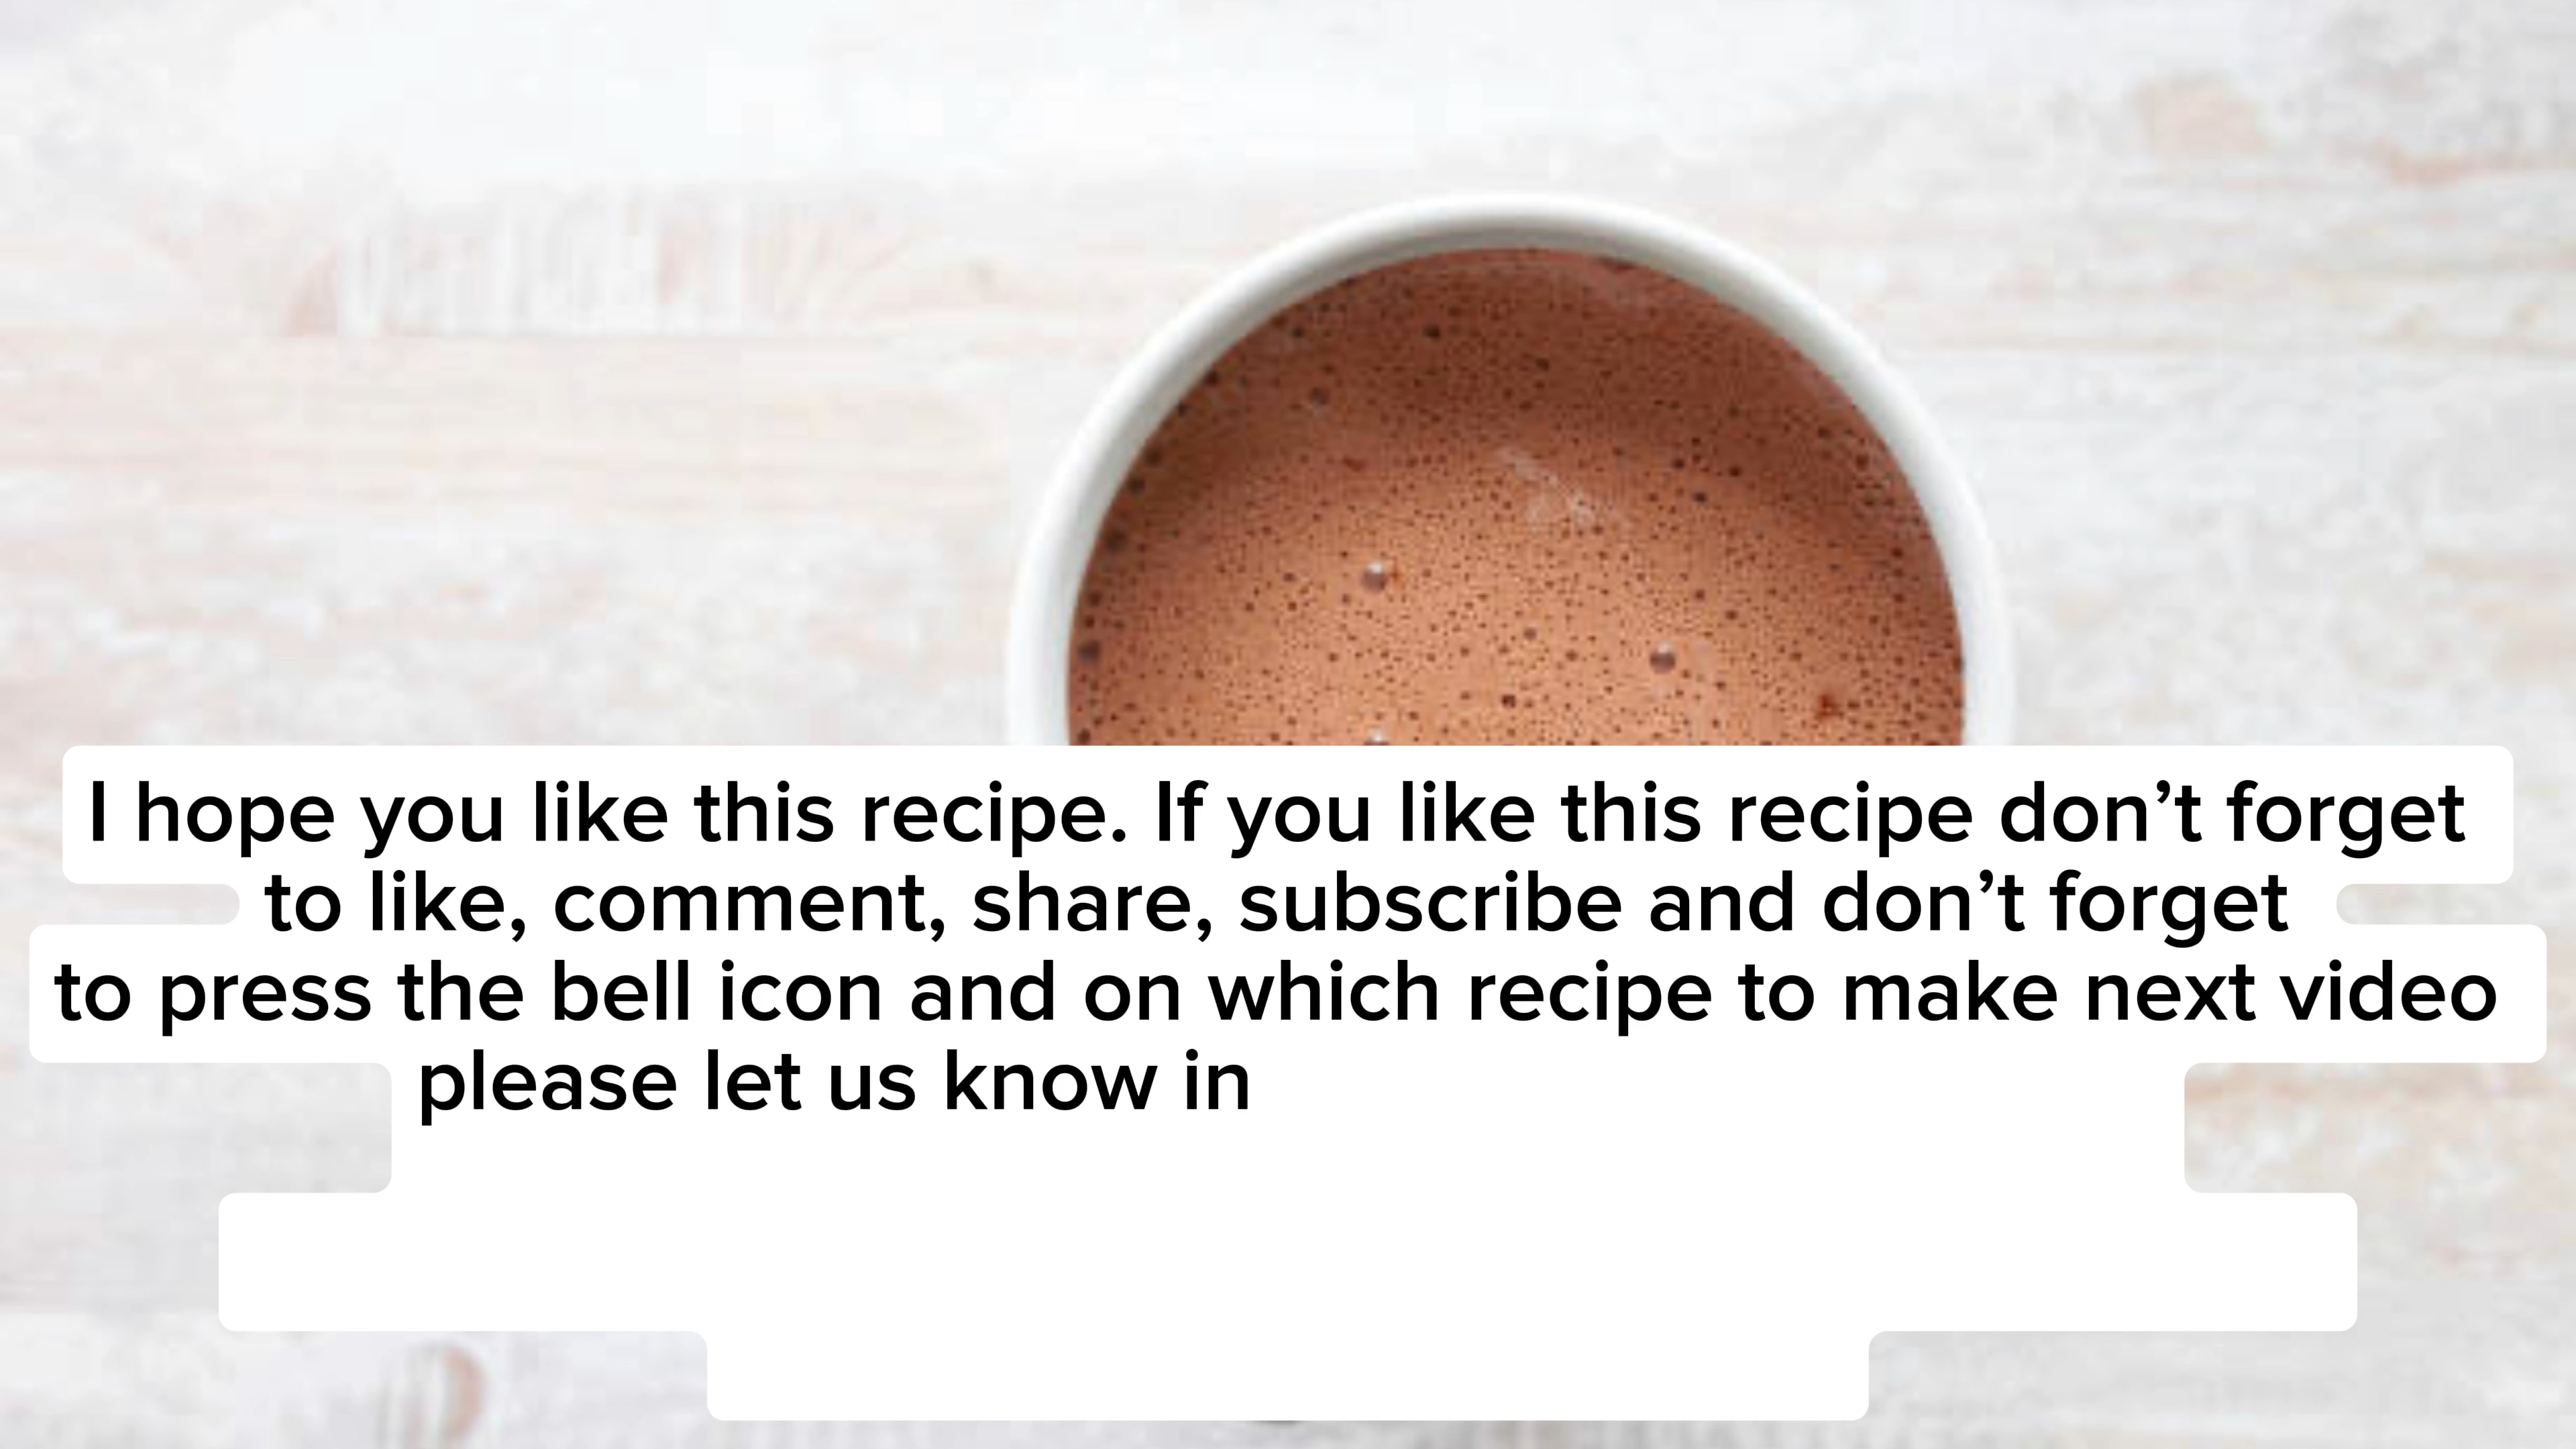 I hope you like this recipe. If you like this recipe don’t forget
to like, comment, share, subscribe and don’t forget
to press the bell icon and on which recipe to make next video
please let us know in